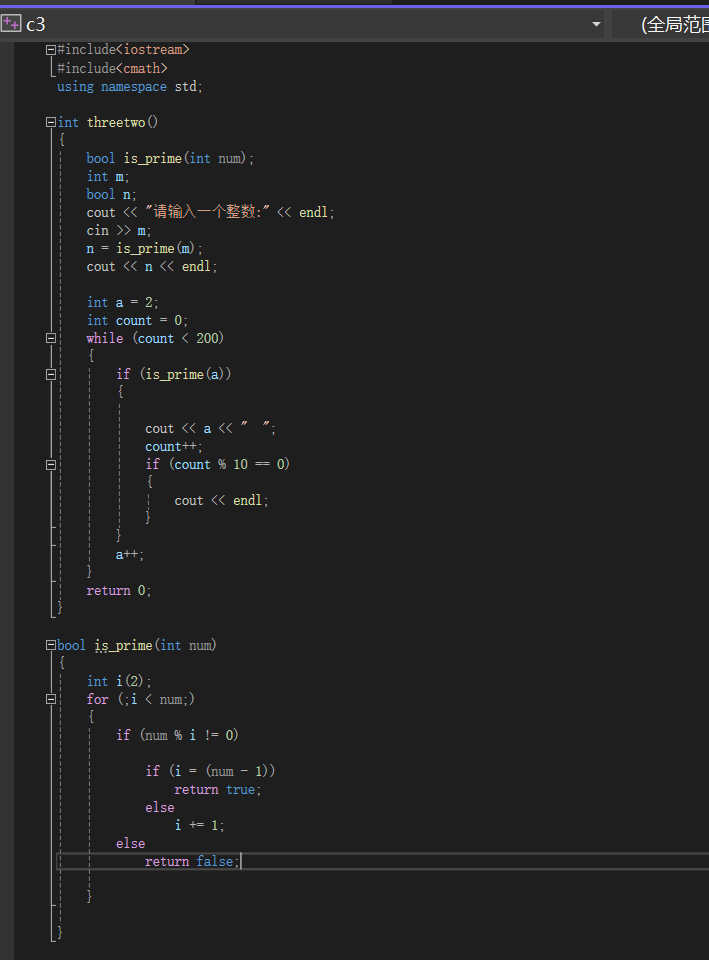 c3
(全局范围
#include<iostream>
#include<cmath>
using namespace std;
int threetwo()
{
bool is_prime(int num);
int m;
bool n;
cout << "请输入一个整数:" << endl;
cin >> m;
n = is_prime(m);
cout << n << endl;
int a = 2;
int count = 0;
while (count < 200)
{
if (is_prime(a))
{
cout << a << "  ";
count++;
if (count % 10 == 0)
{
cout << endl;
}
}
a++;
}
return 0;
}
bool is_prime(int num)
{
int i(2);
for (;i < num;)
{
if (num % i != 0)
if (i = (num - 1))
return true;
else
i += 1;
else
return false;
}
}